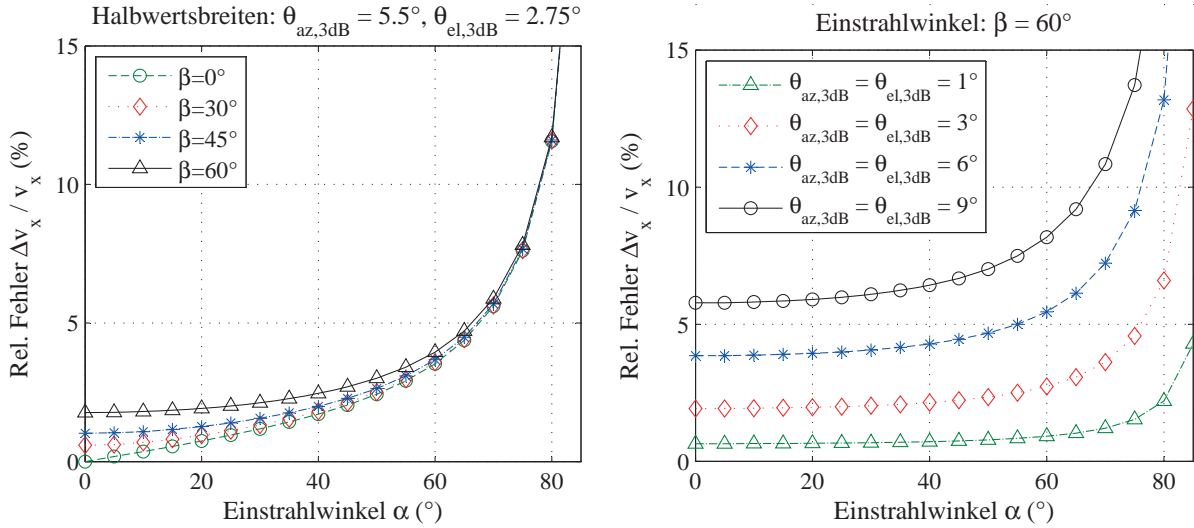 Halbwertsbreiten: θaz,3dB = 5.5°, θel,3dB = 2.75°
15
10
5
0
Rel. Fehler Δvx / vx (%)
β=0°
β=30°
β=45°
β=60°
0 20 40 60 80
Einstrahlwinkel α (°)
Einstrahlwinkel: β = 60°
15
10
5
0
Rel. Fehler Δvx / vx (%)
θaz,3dB = θel,3dB = 1°
θaz,3dB = θel,3dB = 3°
θaz,3dB = θel,3dB = 6°
θaz,3dB = θel,3dB = 9°
0 20 40 60 80
Einstrahlwinkel α (°)